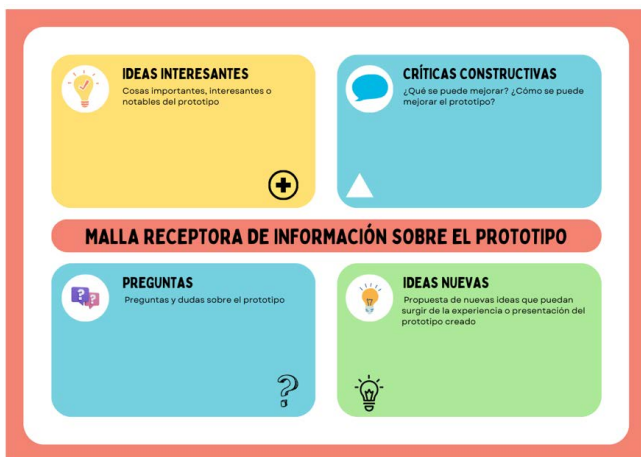 IDEAS INTERESANTES
Cosas importantes, interesantes o
notables del prototipo
CRÍTICAS CONSTRUCTIVAS
¿Qué se puede mejorar? ¿Cómo se puede
mejorar el prototipo?
MALLA RECEPTORA DE INFORMACIÓN SOBRE EL PROTOTIPO
PREGUNTAS
Preguntas y dudas sobre el prototipo
IDEAS NUEVAS
Propuesta de nuevas ideas que puedan
surgir de la experiencia o presentación del
prototipo creado